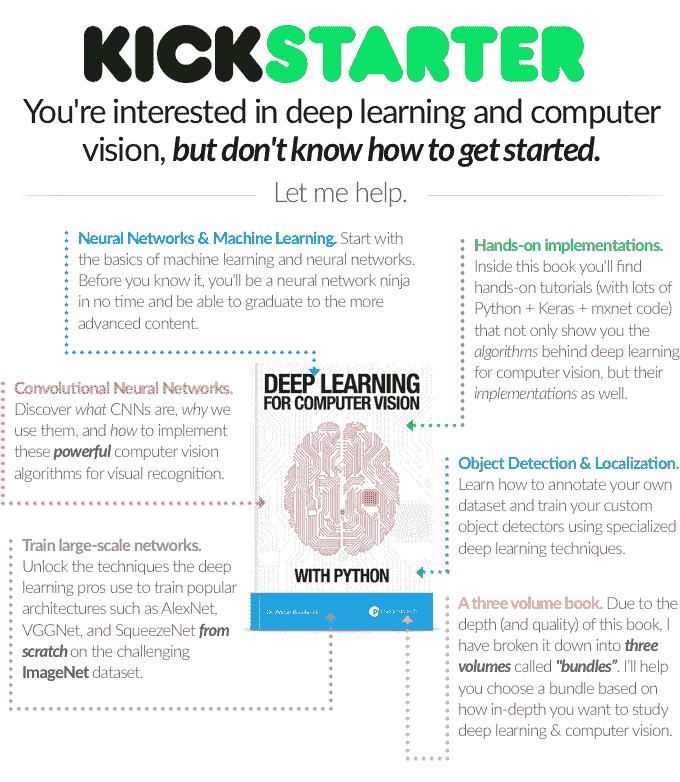 KICKSTARTER
You're interested in deep learning and computer
vision, but don't know how to get started.
Let me help.
Neural Networks & Machine Learning. Start with
the basics of machine learning and neural networks.
Before you know it, you'll be a neural network ninja
in no time and be able to graduate to the more
advanced content.
Hands-on implementations.
Inside this book you'll find
hands-on tutorials (with lots of
Python + Keras + mxnet code)
that not only show you the
algorithms behind deep learning
for computer vision, but their
implementations as well.
Convolutional Neural Networks.
Discover what CNNs are, why we
use them, and how to implement
these powerful computer vision
algorithms for visual recognition.
DEEP LEARNING
FOR COMPUTER VISION
WITH PYTHON
Object Detection & Localization.
Learn how to annotate your own
dataset and train your custom
object detectors using specialized
deep learning techniques.
Train large-scale networks.
Unlock the techniques the deep
learning pros use to train popular
architectures such as AlexNet,
VGGNet, and SqueezeNet from
scratch on the challenging
ImageNet dataset.
A three volume book. Due to the
depth (and quality) of this book, I
have broken it down into three
volumes called "bundles". I'll help
you choose a bundle based on
how in-depth you want to study
deep learning & computer vision.